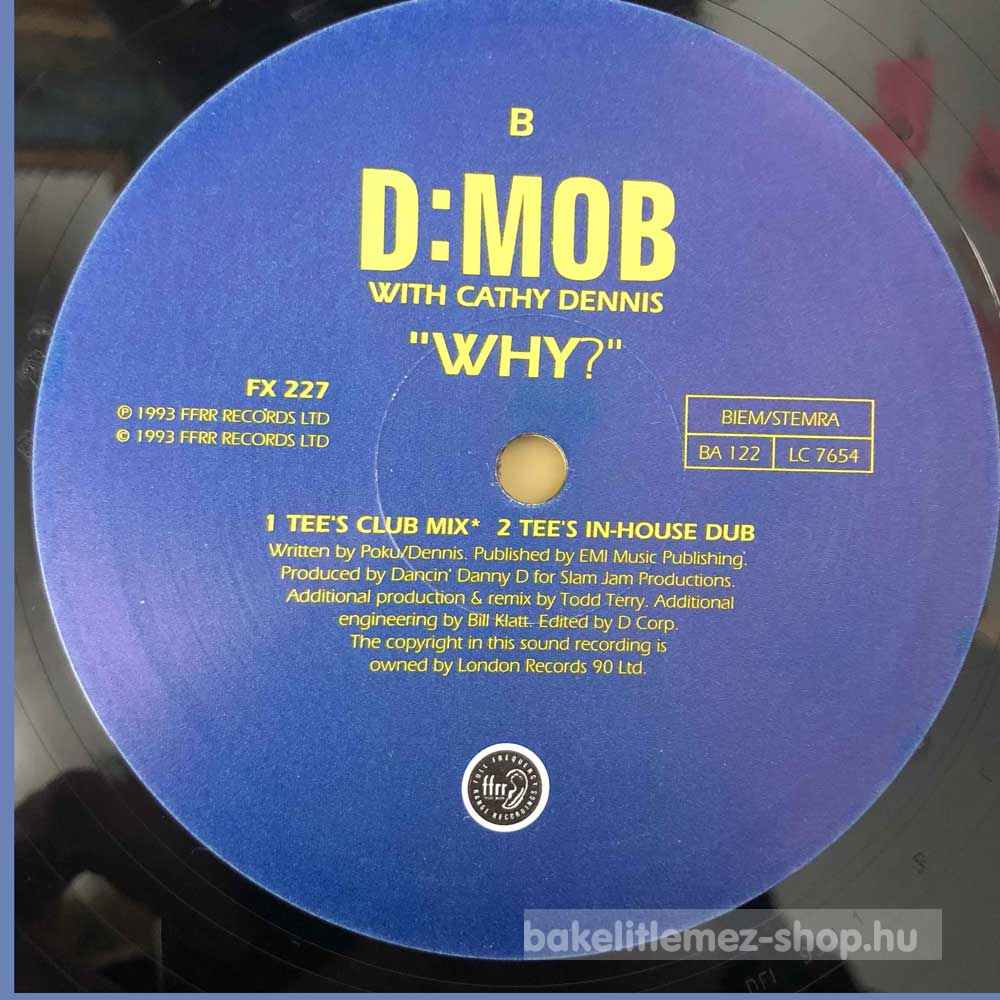 B
D:MOB
WITH CATHY DENNIS
"WHY?"
FX 227
℗ 1993 FFRR RECORDS LTD
© 1993 FFRR RECORDS LTD
BIEM/STEMRA
BA 122 LC 7654
1 TEE'S CLUB MIX* 2 TEE'S IN-HOUSE DUB
Written by Poku/Dennis. Published by EMI Music Publishing.
Produced by Dancin' Danny D for Slam Jam Productions.
Additional production & remix by Todd Terry. Additional
engineering by Bill Klatt. Edited by D Corp.
The copyright in this sound recording is
owned by London Records 90 Ltd.
FULL FREQUENCY
ffrr
RANGE RECORDINGS
bakelitlemez-shop.hu